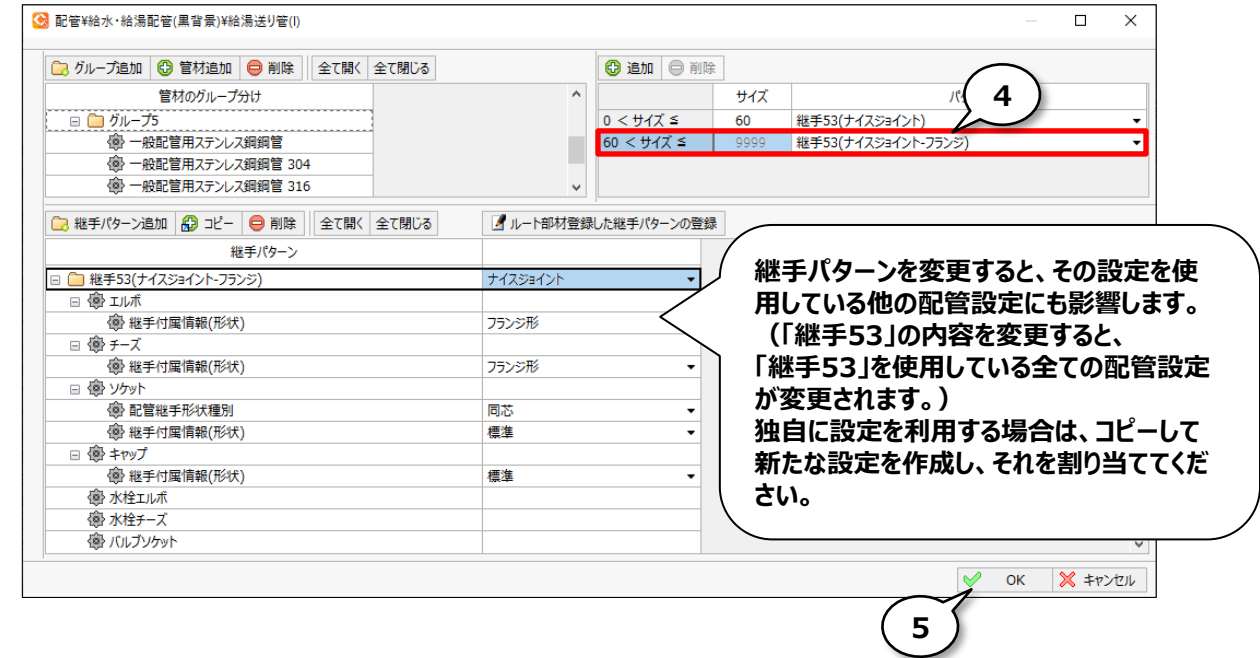 配管¥給水・給湯配管(黒背景)¥給湯送り管(I)
グループ追加 管材追加 削除 全て開く 全て閉じる
追加 削除
管材のグループ分け
グループ5
一般配管用ステンレス鋼鋼管
一般配管用ステンレス鋼鋼管 304
一般配管用ステンレス鋼鋼管 316
サイズ
0 < サイズ ≦ 60 継手53(ナイスジョイント)
60 < サイズ ≦ 9999 継手53(ナイスジョイント-フランジ)
4
継手パターン追加 コピー 削除 全て開く 全て閉じる ルート部材登録した継手パターンの登録
継手パターン
継手53(ナイスジョイント-フランジ) ナイスジョイント
エルボ
継手付属情報(形状) フランジ形
チーズ
継手付属情報(形状) フランジ形
ソケット
配管継手形状種別 同芯
継手付属情報(形状) 標準
キャップ
継手付属情報(形状) 標準
水栓エルボ
水栓チーズ
バルブソケット
継手パターンを変更すると、その設定を使
用している他の配管設定にも影響します。
(「継手53」の内容を変更すると、
「継手53」を使用している全ての配管設定
が変更されます。)
独自に設定を利用する場合は、コピーして
新たな設定を作成し、それを割り当ててくだ
さい。
OK キャンセル
5